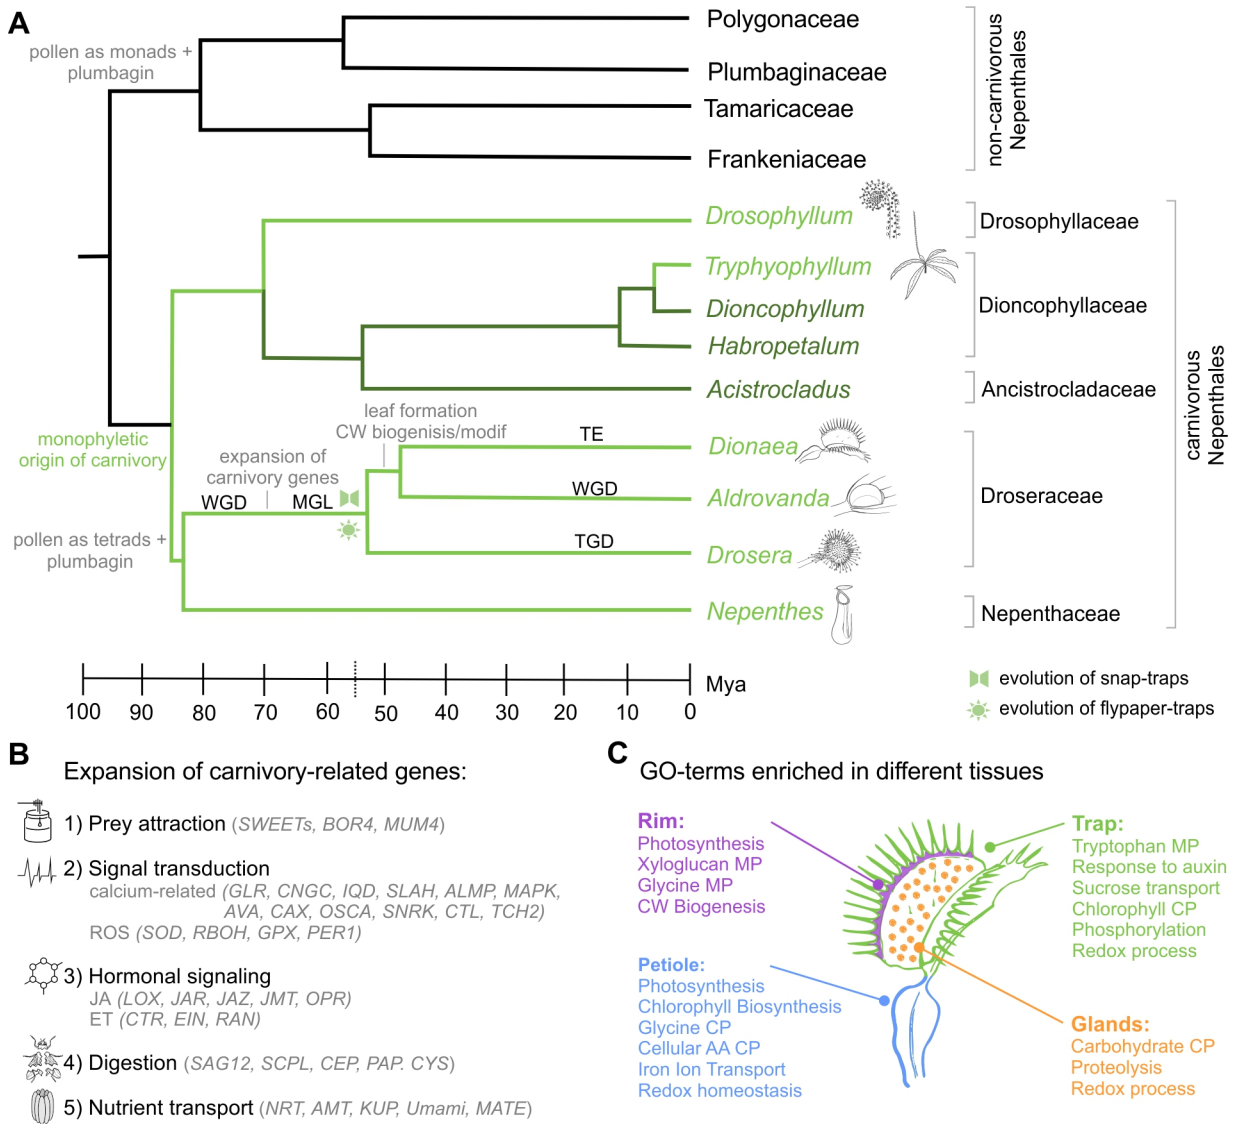 A
pollen as monads +
plumbagin
Polygonaceae
Plumbaginaceae
Tamaricaceae
Frankeniaceae
non-carnivorous
Nepenthales
Drosophyllum
Drosophyllaceae
Tryphyophyllum
Dioncophyllum
Habropetalum
Dioncophyllaceae
Acistrocladus
Ancistrocladaceae
carnivorous
Nepenthales
monophyletic
origin of carnivory
leaf formation
CW biogenisis/modif
expansion of
carnivory genes
WGD
MGL
TE
Dionaea
WGD
Aldrovanda
Droseraceae
TGD
Drosera
pollen as tetrads +
plumbagin
Nepenthes
Nepenthaceae
100 90 80 70 60 50 40 30 20 10 0
Mya
evolution of snap-traps
evolution of flypaper-traps
B
Expansion of carnivory-related genes:
1) Prey attraction (SWEETs, BOR4, MUM4)
2) Signal transduction
calcium-related (GLR, CNGC, IQD, SLAH, ALMP, MAPK,
AVA, CAX, OSCA, SNRK, CTL, TCH2)
ROS (SOD, RBOH, GPX, PER1)
3) Hormonal signaling
JA (LOX, JAR, JAZ, JMT, OPR)
ET (CTR, EIN, RAN)
4) Digestion (SAG12, SCPL, CEP, PAP. CYS)
5) Nutrient transport (NRT, AMT, KUP, Umami, MATE)
C
GO-terms enriched in different tissues
Rim:
Photosynthesis
Xyloglucan MP
Glycine MP
CW Biogenesis
Trap:
Tryptophan MP
Response to auxin
Sucrose transport
Chlorophyll CP
Phosphorylation
Redox process
Petiole:
Photosynthesis
Chlorophyll Biosynthesis
Glycine CP
Cellular AA CP
Iron Ion Transport
Redox homeostasis
Glands:
Carbohydrate CP
Proteolysis
Redox process